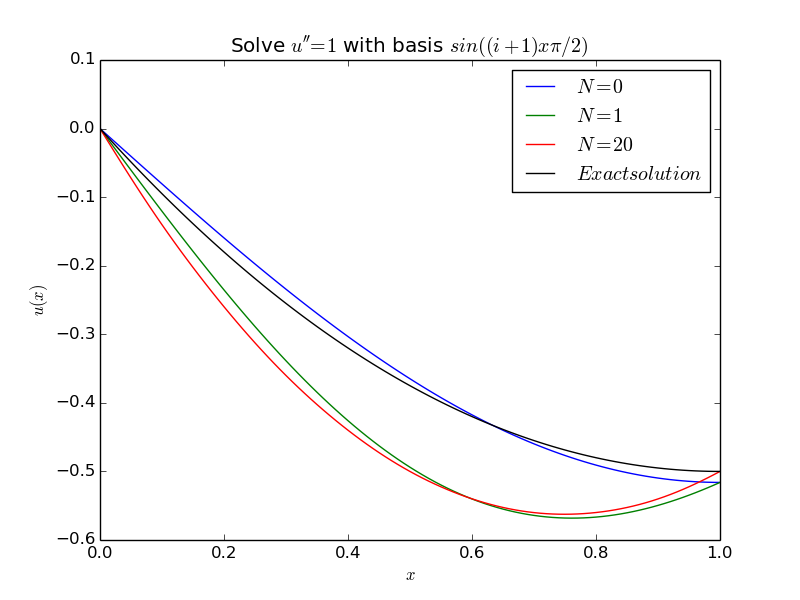 Solve $u''=1$ with basis $sin((i+1)x\pi/2)$
0.1
0.0
−0.1
−0.2
−0.3
−0.4
−0.5
−0.6
u(x)
N=0
N=1
N=20
Exactsolution
0.0 0.2 0.4 0.6 0.8 1.0
x